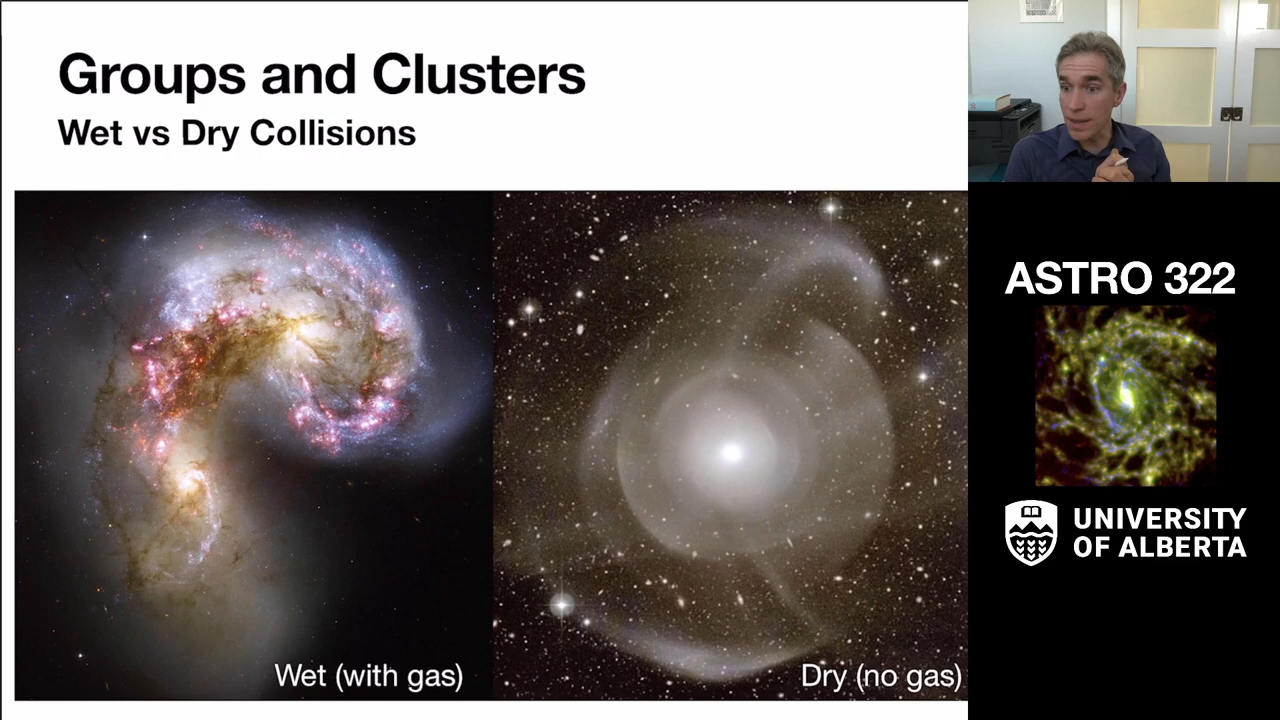 Groups and Clusters
Wet vs Dry Collisions
Wet (with gas)
Dry (no gas)
ASTRO 322
UNIVERSITY
OF ALBERTA